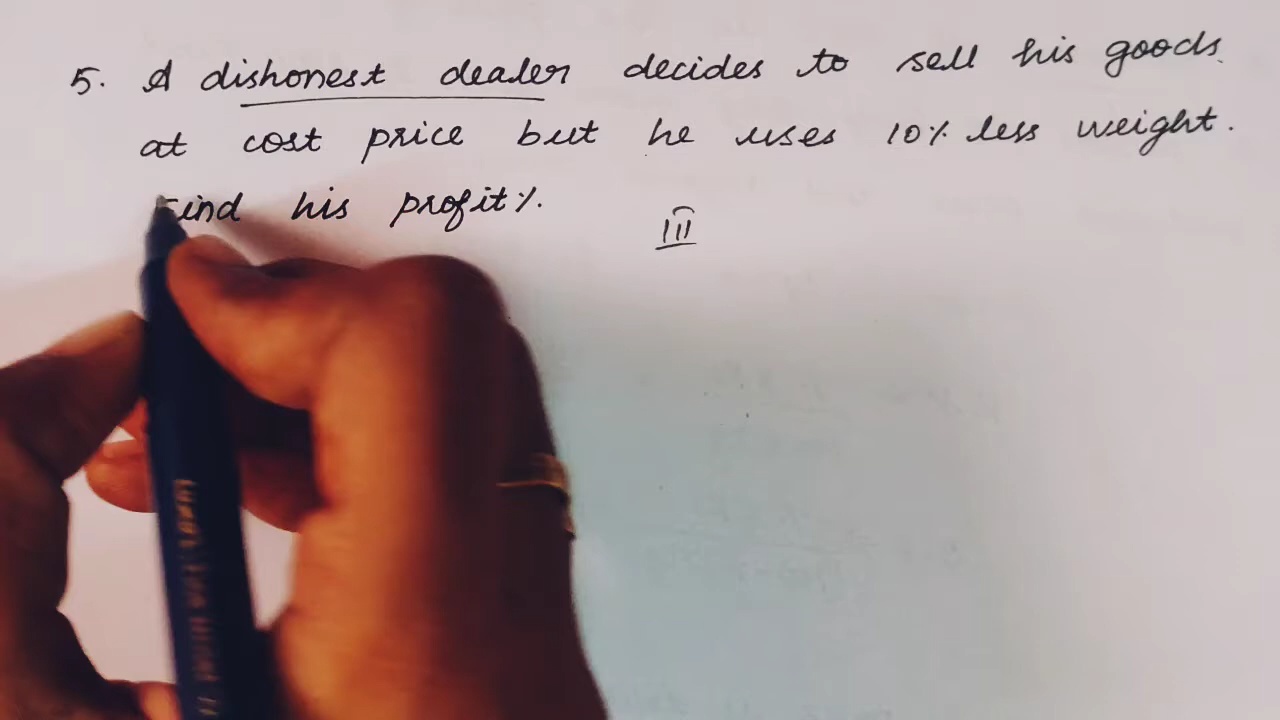 5. A dishonest dealer decides to sell his goods
at cost price but he uses 10% less weight.
Find his profit%.